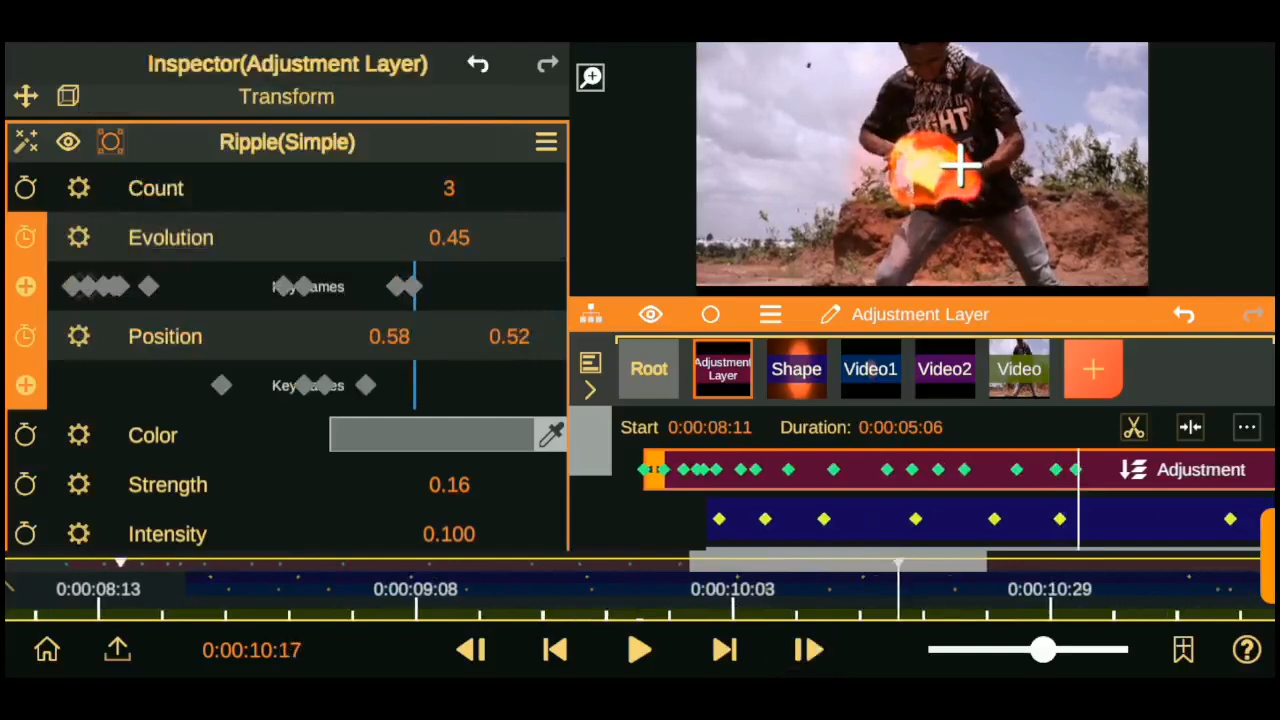 Inspector(Adjustment Layer)
Transform
Ripple(Simple)
Count 3
Evolution 0.45
Keyframes
Position 0.58 0.52
Keyframes
Color
Strength 0.16
Intensity 0.100
FIGHT
Adjustment Layer
Root
Adjustment
Layer
Shape
Video1
Video2
Video
Start 0:00:08:11 Duration: 0:00:05:06
Adjustment
0:00:08:13 0:00:09:08 0:00:10:03 0:00:10:29
0:00:10:17